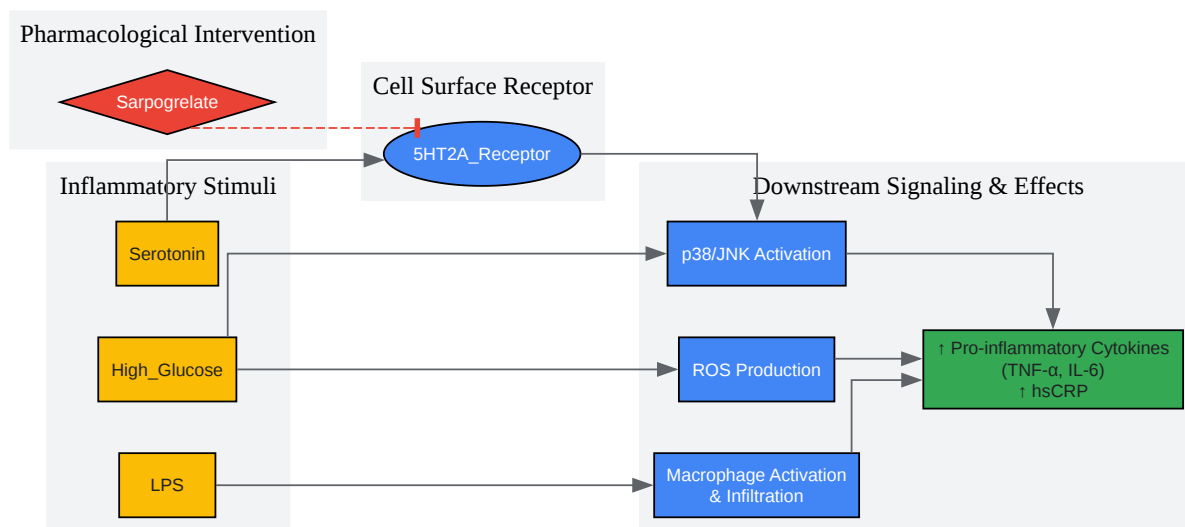 Pharmacological Intervention
Sarpogrelate
Cell Surface Receptor
5HT2A_Receptor
Inflammatory Stimuli
Serotonin
High_Glucose
LPS
Downstream Signaling & Effects
p38/JNK Activation
ROS Production
Macrophage Activation
& Infiltration
↑ Pro-inflammatory Cytokines
(TNF-α, IL-6)
↑ hsCRP